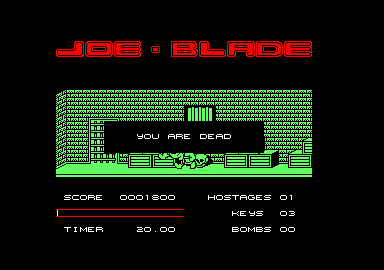 JOE · BLADE
YOU ARE DEAD
SCORE 0001800 HOSTAGES 01
KEYS 03
TIMER 20.00 BOMBS 00